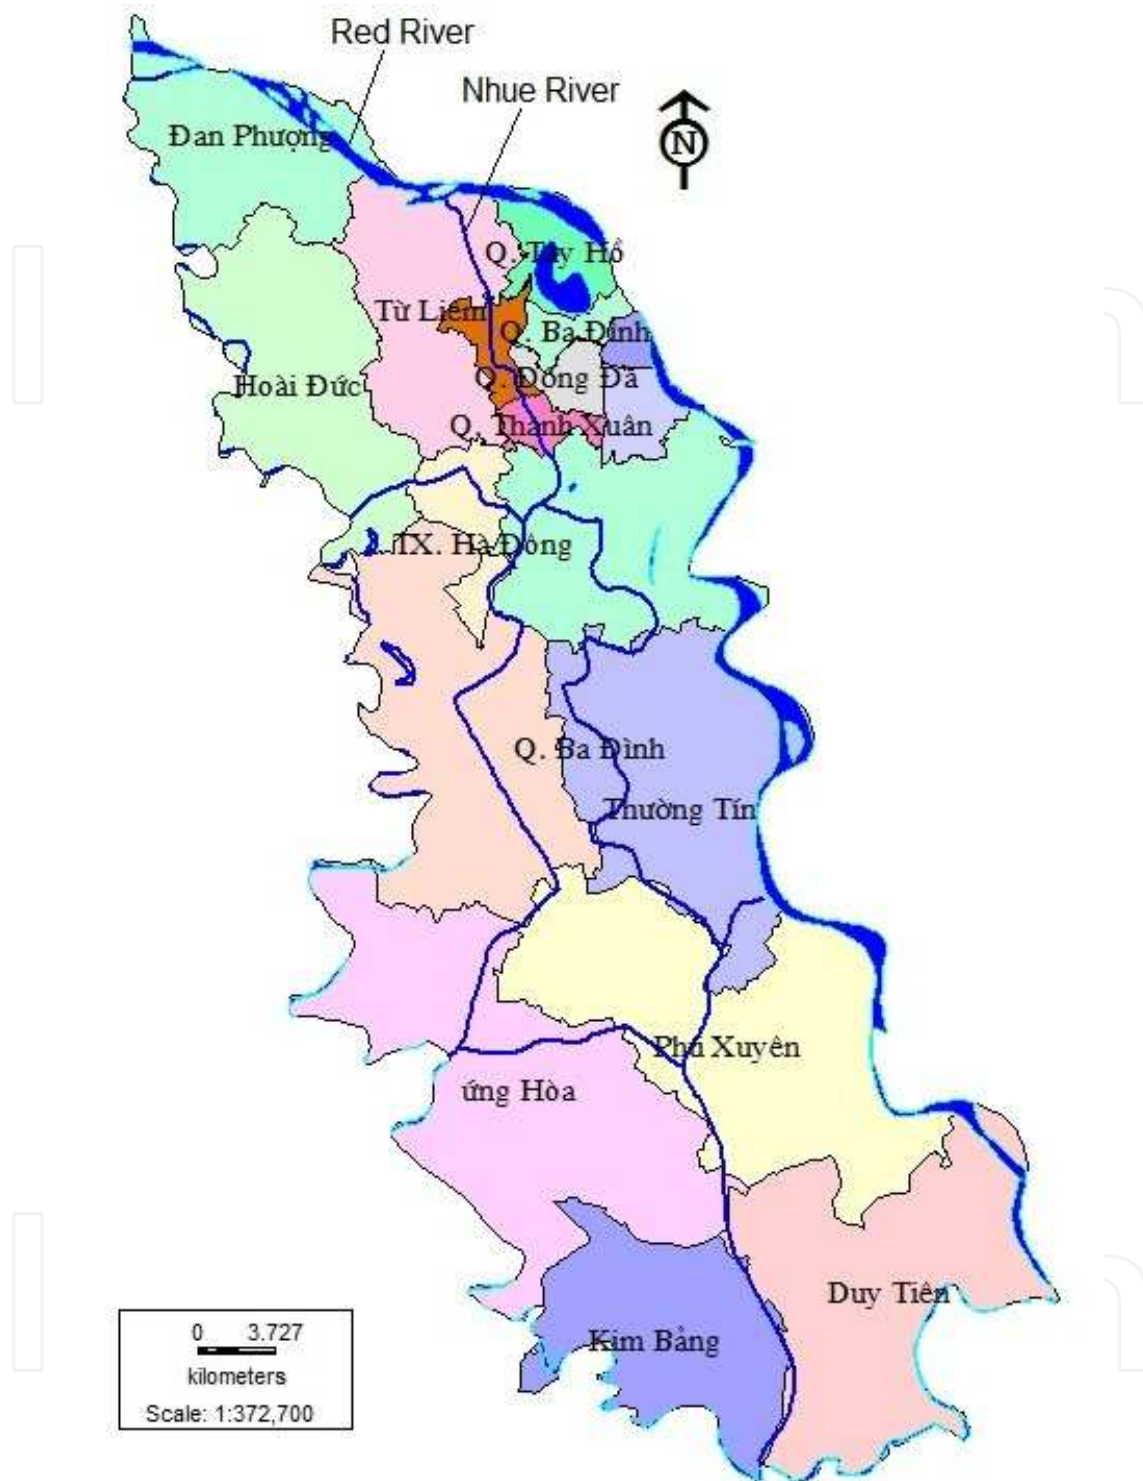 Red River
Nhue River
N
Đan Phượng
Q. Tây Hồ
Từ Liêm
Q. Ba Đình
Hoài Đức
Q. Đống Đa
Q. Thanh Xuân
TX. Hà Đông
Q. Ba Đình
Thường Tín
Phú Xuyên
ứng Hòa
Duy Tiên
Kim Bảng
0 3.727
kilometers
Scale: 1:372,700